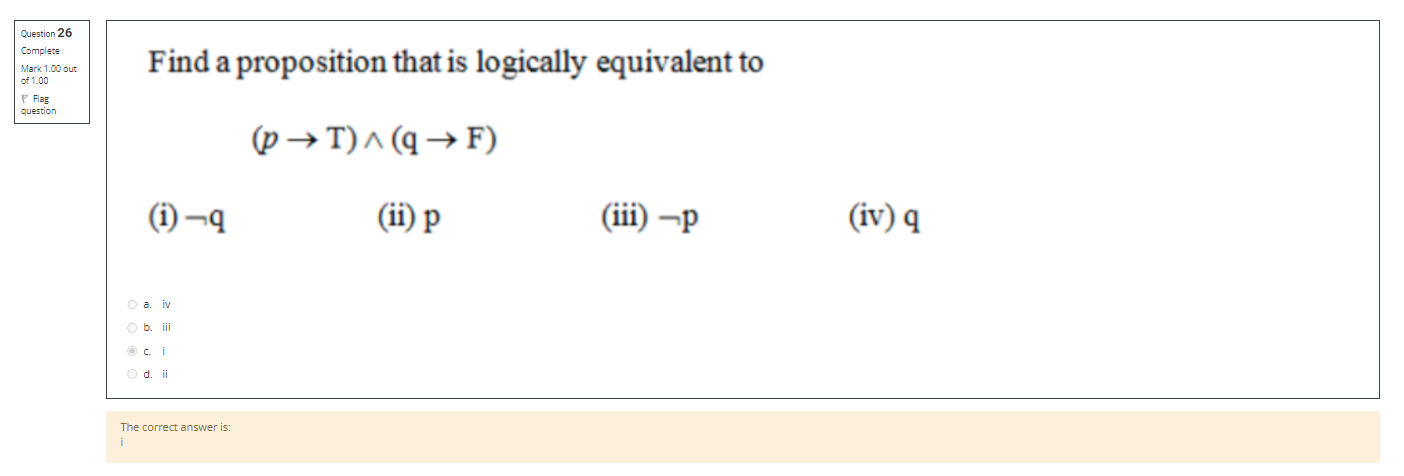 Question 26
Complete
Mark 1.00 out
of 1.00
Flag
question
Find a proposition that is logically equivalent to
(p → T) ∧ (q → F)
(i) ¬q (ii) p (iii) ¬p (iv) q
a. iv
b. iii
c. i
d. ii
The correct answer is:
i